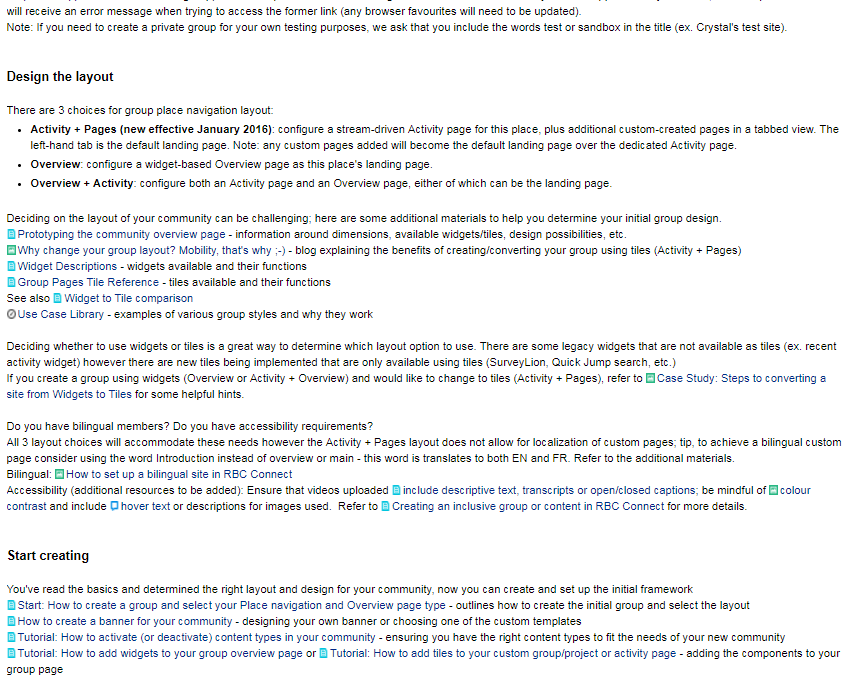 will receive an error message when trying to access the former link (any browser favourites will need to be updated).
Note: If you need to create a private group for your own testing purposes, we ask that you include the words test or sandbox in the title (ex. Crystal's test site).
Design the layout
There are 3 choices for group place navigation layout:
• Activity + Pages (new effective January 2016): configure a stream-driven Activity page for this place, plus additional custom-created pages in a tabbed view. The
left-hand tab is the default landing page. Note: any custom pages added will become the default landing page over the dedicated Activity page.
• Overview: configure a widget-based Overview page as this place's landing page.
• Overview + Activity: configure both an Activity page and an Overview page, either of which can be the landing page.
Deciding on the layout of your community can be challenging; here are some additional materials to help you determine your initial group design.
Prototyping the community overview page - information around dimensions, available widgets/tiles, design possibilities, etc.
Why change your group layout? Mobility, that's why ;-) - blog explaining the benefits of creating/converting your group using tiles (Activity + Pages)
Widget Descriptions - widgets available and their functions
Group Pages Tile Reference - tiles available and their functions
See also Widget to Tile comparison
Use Case Library - examples of various group styles and why they work
Deciding whether to use widgets or tiles is a great way to determine which layout option to use. There are some legacy widgets that are not available as tiles (ex. recent
activity widget) however there are new tiles being implemented that are only available using tiles (SurveyLion, Quick Jump search, etc.)
If you create a group using widgets (Overview or Activity + Overview) and would like to change to tiles (Activity + Pages), refer to Case Study: Steps to converting a
site from Widgets to Tiles for some helpful hints.
Do you have bilingual members? Do you have accessibility requirements?
All 3 layout choices will accommodate these needs however the Activity + Pages layout does not allow for localization of custom pages; tip, to achieve a bilingual custom
page consider using the word Introduction instead of overview or main - this word is translates to both EN and FR. Refer to the additional materials.
Bilingual: How to set up a bilingual site in RBC Connect
Accessibility (additional resources to be added): Ensure that videos uploaded include descriptive text, transcripts or open/closed captions; be mindful of colour
contrast and include hover text or descriptions for images used. Refer to Creating an inclusive group or content in RBC Connect for more details.
Start creating
You've read the basics and determined the right layout and design for your community, now you can create and set up the initial framework
Start: How to create a group and select your Place navigation and Overview page type - outlines how to create the initial group and select the layout
How to create a banner for your community - designing your own banner or choosing one of the custom templates
Tutorial: How to activate (or deactivate) content types in your community - ensuring you have the right content types to fit the needs of your new community
Tutorial: How to add widgets to your group overview page or Tutorial: How to add tiles to your custom group/project or activity page - adding the components to your
group page